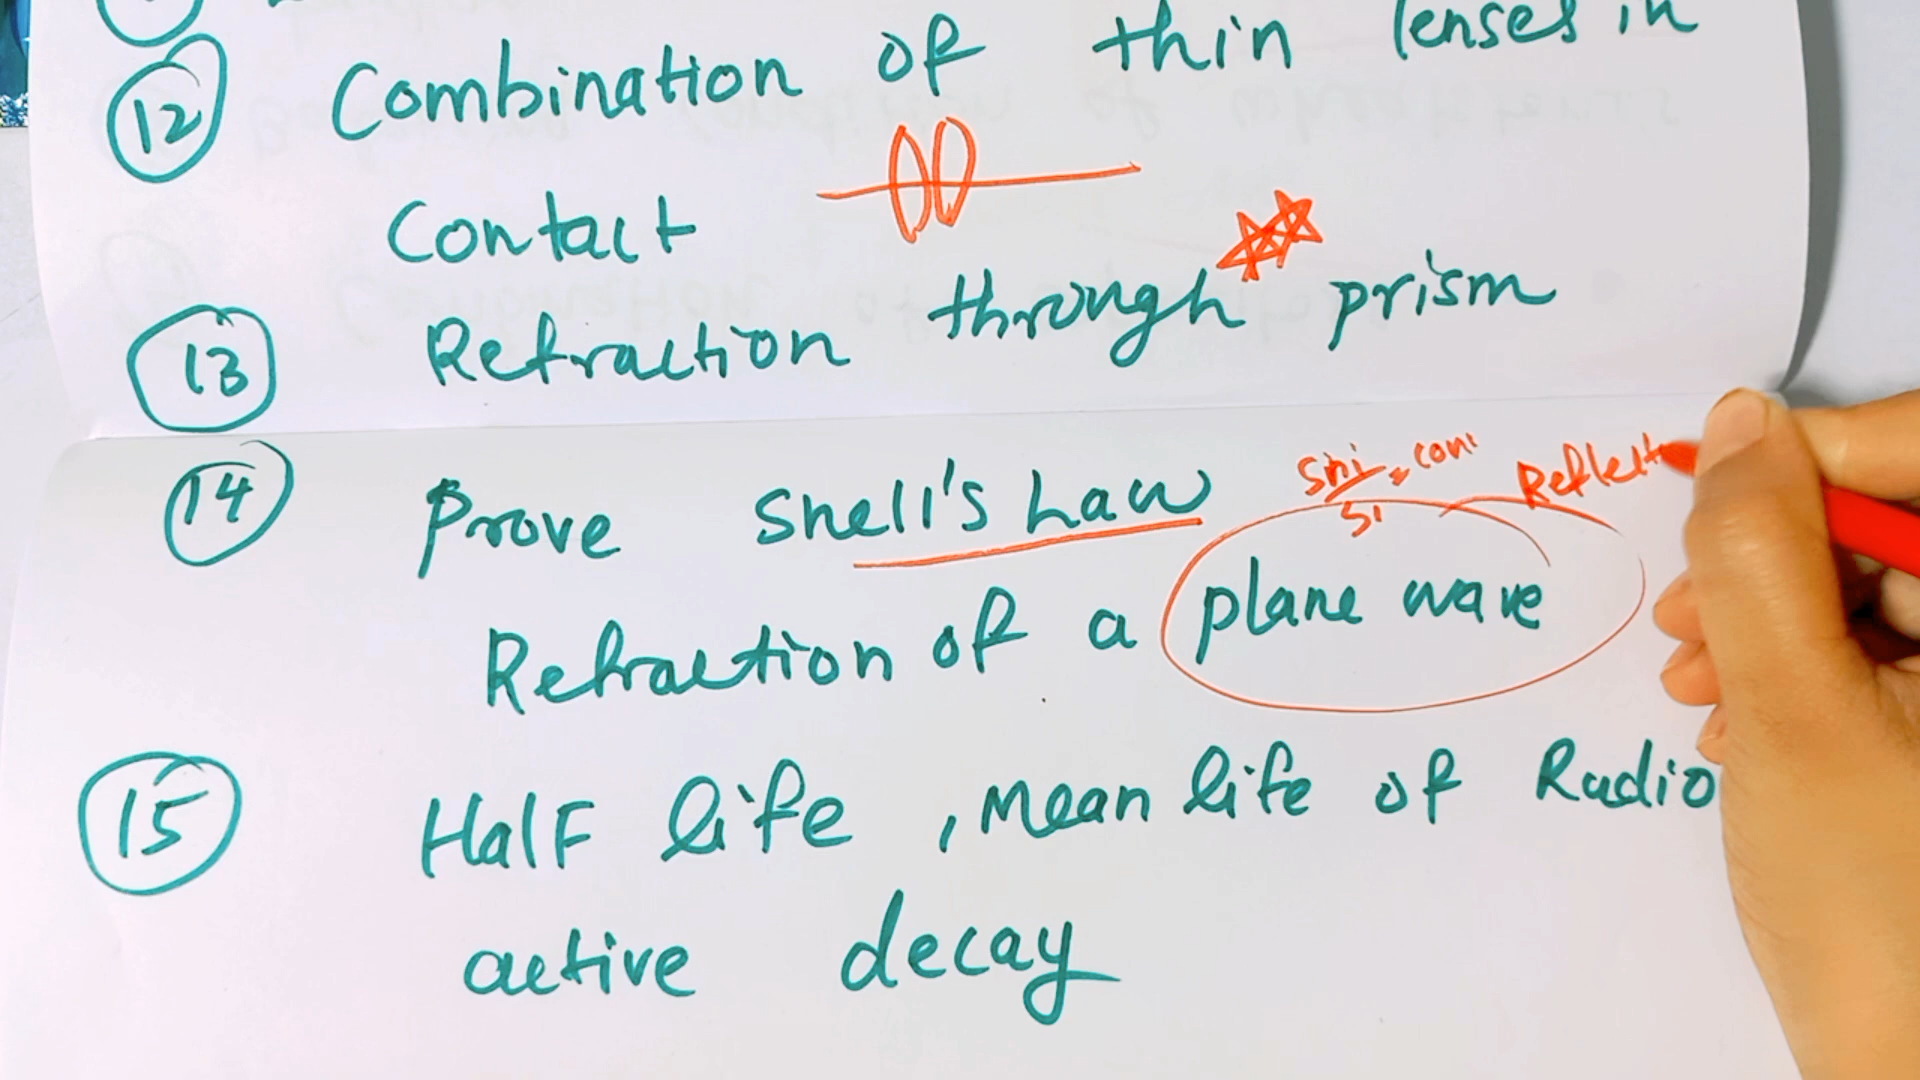 12 Combination of thin lenses in
Contact
13 Refraction through prism
14 Prove Snell's Law
Reflect
Refraction of a plane wave
15 Half life, Mean life of Radio
active decay